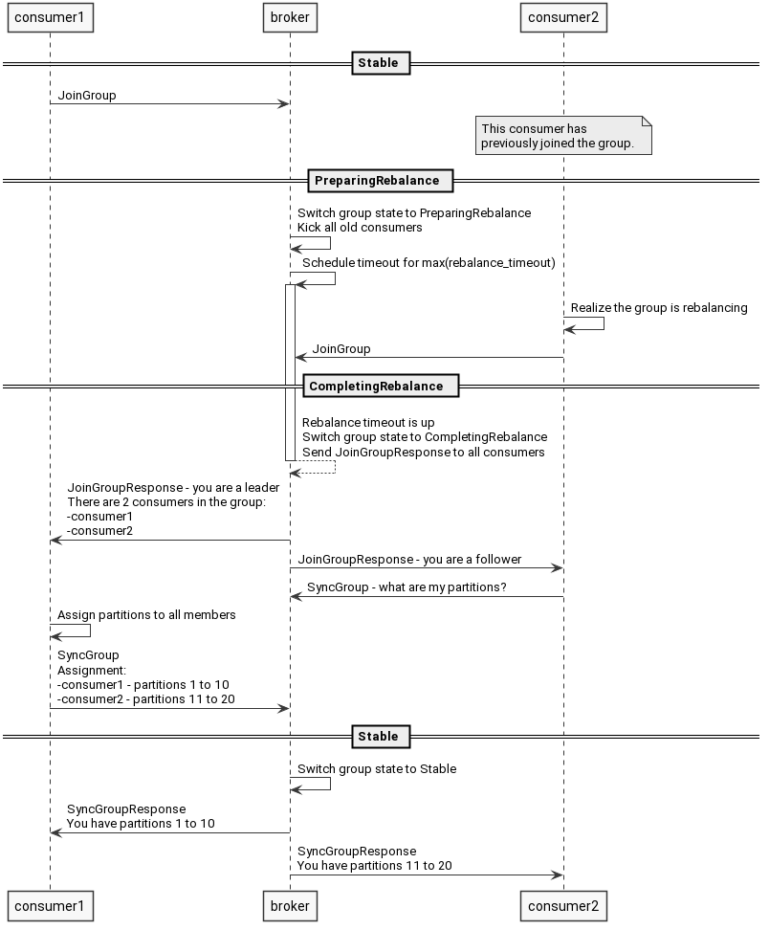 consumer1
broker
consumer2
Stable
JoinGroup
This consumer has
previously joined the group.
PreparingRebalance
Switch group state to PreparingRebalance
Kick all old consumers
Schedule timeout for max(rebalance_timeout)
Realize the group is rebalancing
JoinGroup
CompletingRebalance
Rebalance timeout is up
Switch group state to CompletingRebalance
Send JoinGroupResponse to all consumers
JoinGroupResponse - you are a leader
There are 2 consumers in the group:
-consumer1
-consumer2
JoinGroupResponse - you are a follower
SyncGroup - what are my partitions?
Assign partitions to all members
SyncGroup
Assignment:
-consumer1 - partitions 1 to 10
-consumer2 - partitions 11 to 20
Stable
Switch group state to Stable
SyncGroupResponse
You have partitions 1 to 10
SyncGroupResponse
You have partitions 11 to 20
consumer1
broker
consumer2